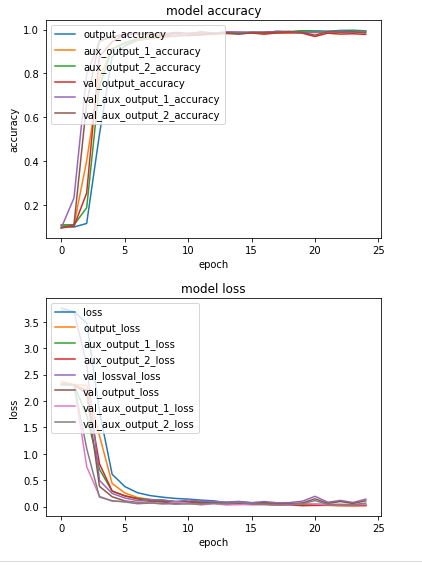 model accuracy
1.0
0.8
0.6
0.4
0.2
accuracy
output_accuracy
aux_output_1_accuracy
aux_output_2_accuracy
val_output_accuracy
val_aux_output_1_accuracy
val_aux_output_2_accuracy
0 5 10 15 20 25
epoch
model loss
3.5
3.0
2.5
2.0
1.5
1.0
0.5
0.0
loss
loss
output_loss
aux_output_1_loss
aux_output_2_loss
val_lossval_loss
val_output_loss
val_aux_output_1_loss
val_aux_output_2_loss
0 5 10 15 20 25
epoch